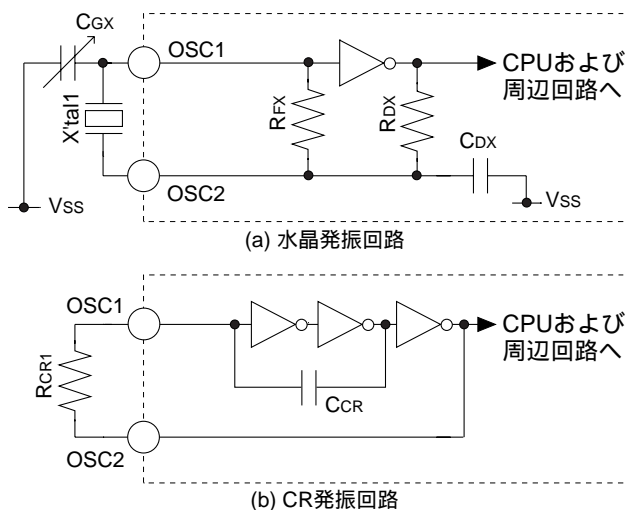 CGX
OSC1
X'tal1
RFX
RDX
CPUおよび
周辺回路へ
CDX
OSC2
VSS
VSS
(a) 水晶発振回路
OSC1
CPUおよび
周辺回路へ
RCR1
CCR
OSC2
(b) CR発振回路